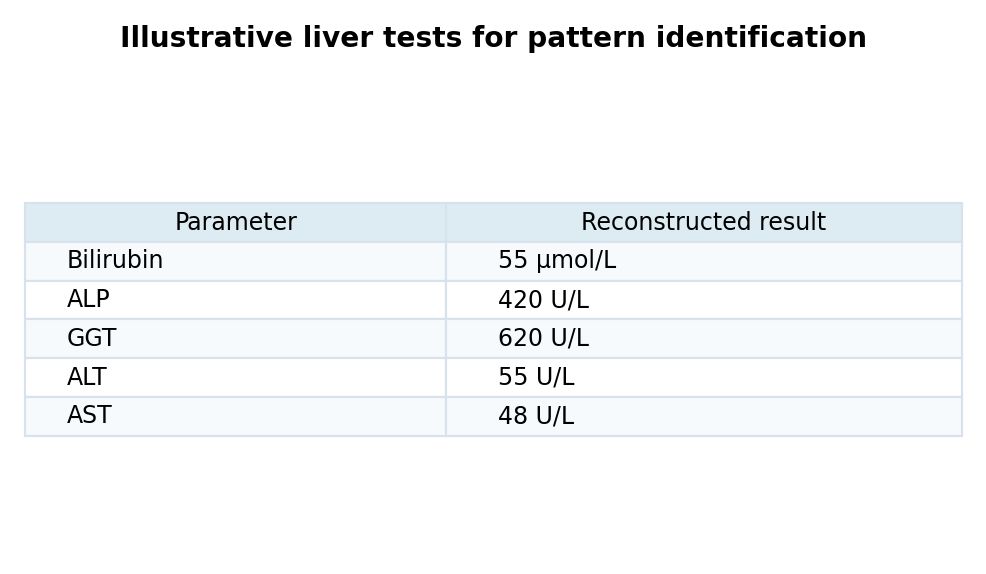 Illustrative liver tests for pattern identification
Parameter Reconstructed result
Bilirubin 55 µmol/L
ALP 420 U/L
GGT 620 U/L
ALT 55 U/L
AST 48 U/L